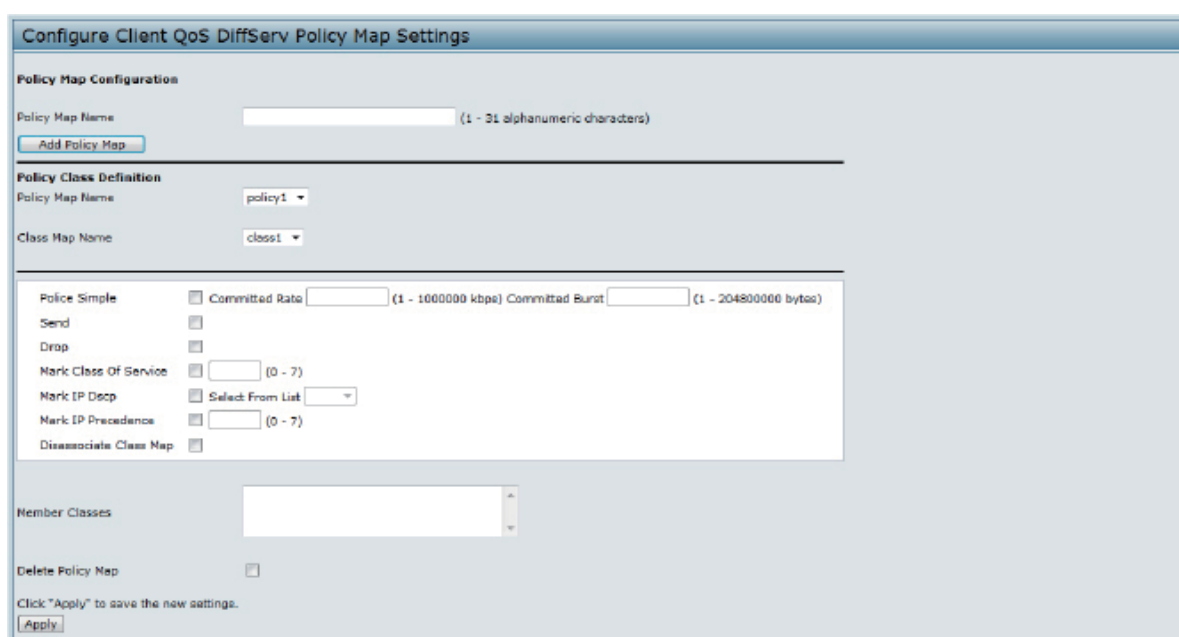 Configure Client QoS DiffServ Policy Map Settings
Policy Map Configuration
Policy Map Name (1 - 31 alphanumeric characters)
Add Policy Map
Policy Class Definition
Policy Map Name policy1
Class Map Name class1
Police Simple Committed Rate (1 - 1000000 kbps) Committed Burst (1 - 204800000 bytes)
Send
Drop
Mark Class Of Service (0 - 7)
Mark IP Dscp Select From List
Mark IP Precedence (0 - 7)
Disassociate Class Map
Member Classes
Delete Policy Map
Click "Apply" to save the new settings.
Apply